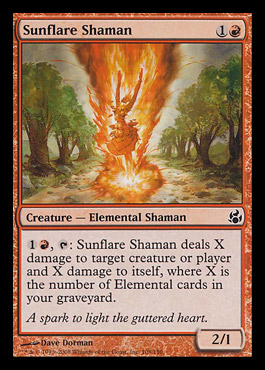 Sunflare Shaman 1
Creature — Elemental Shaman
1 , : Sunflare Shaman deals X
damage to target creature or player
and X damage to itself, where X is
the number of Elemental cards in
your graveyard.
A spark to light the guttered heart.
2/1
Dave Dorman